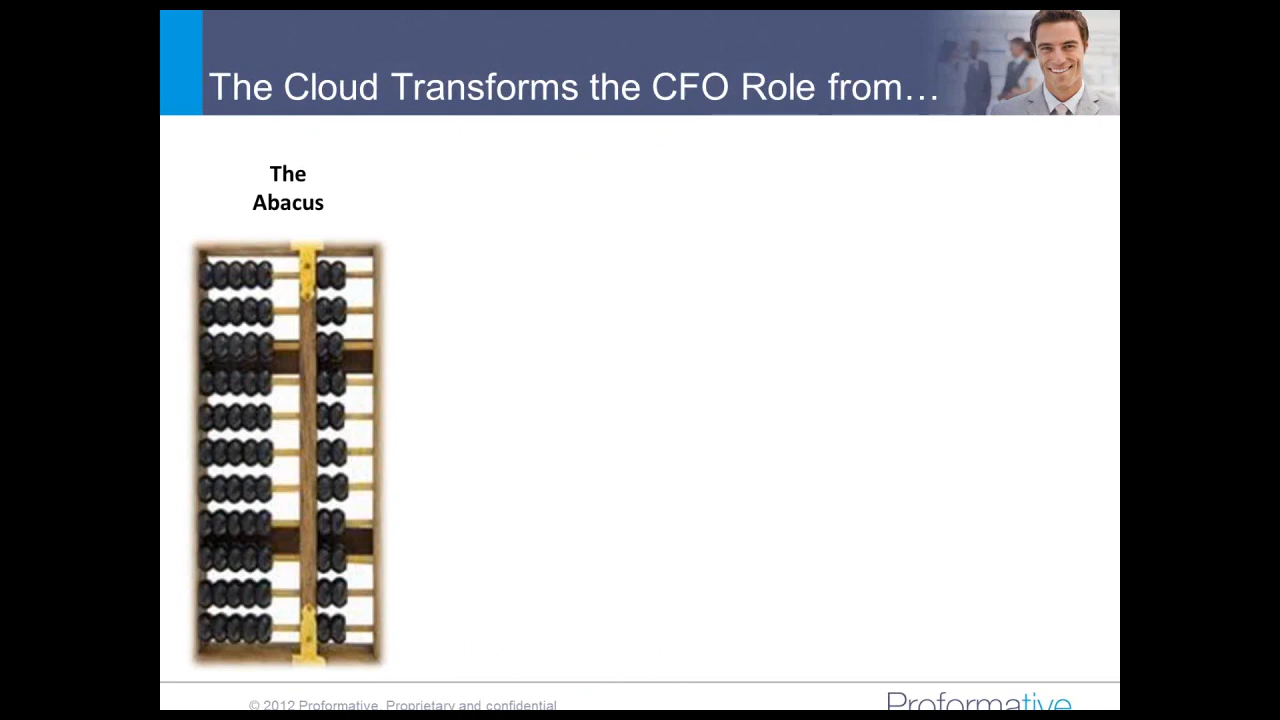 The Cloud Transforms the CFO Role from…
The
Abacus
© 2012 Proformative. Proprietary and confidential
Proformative